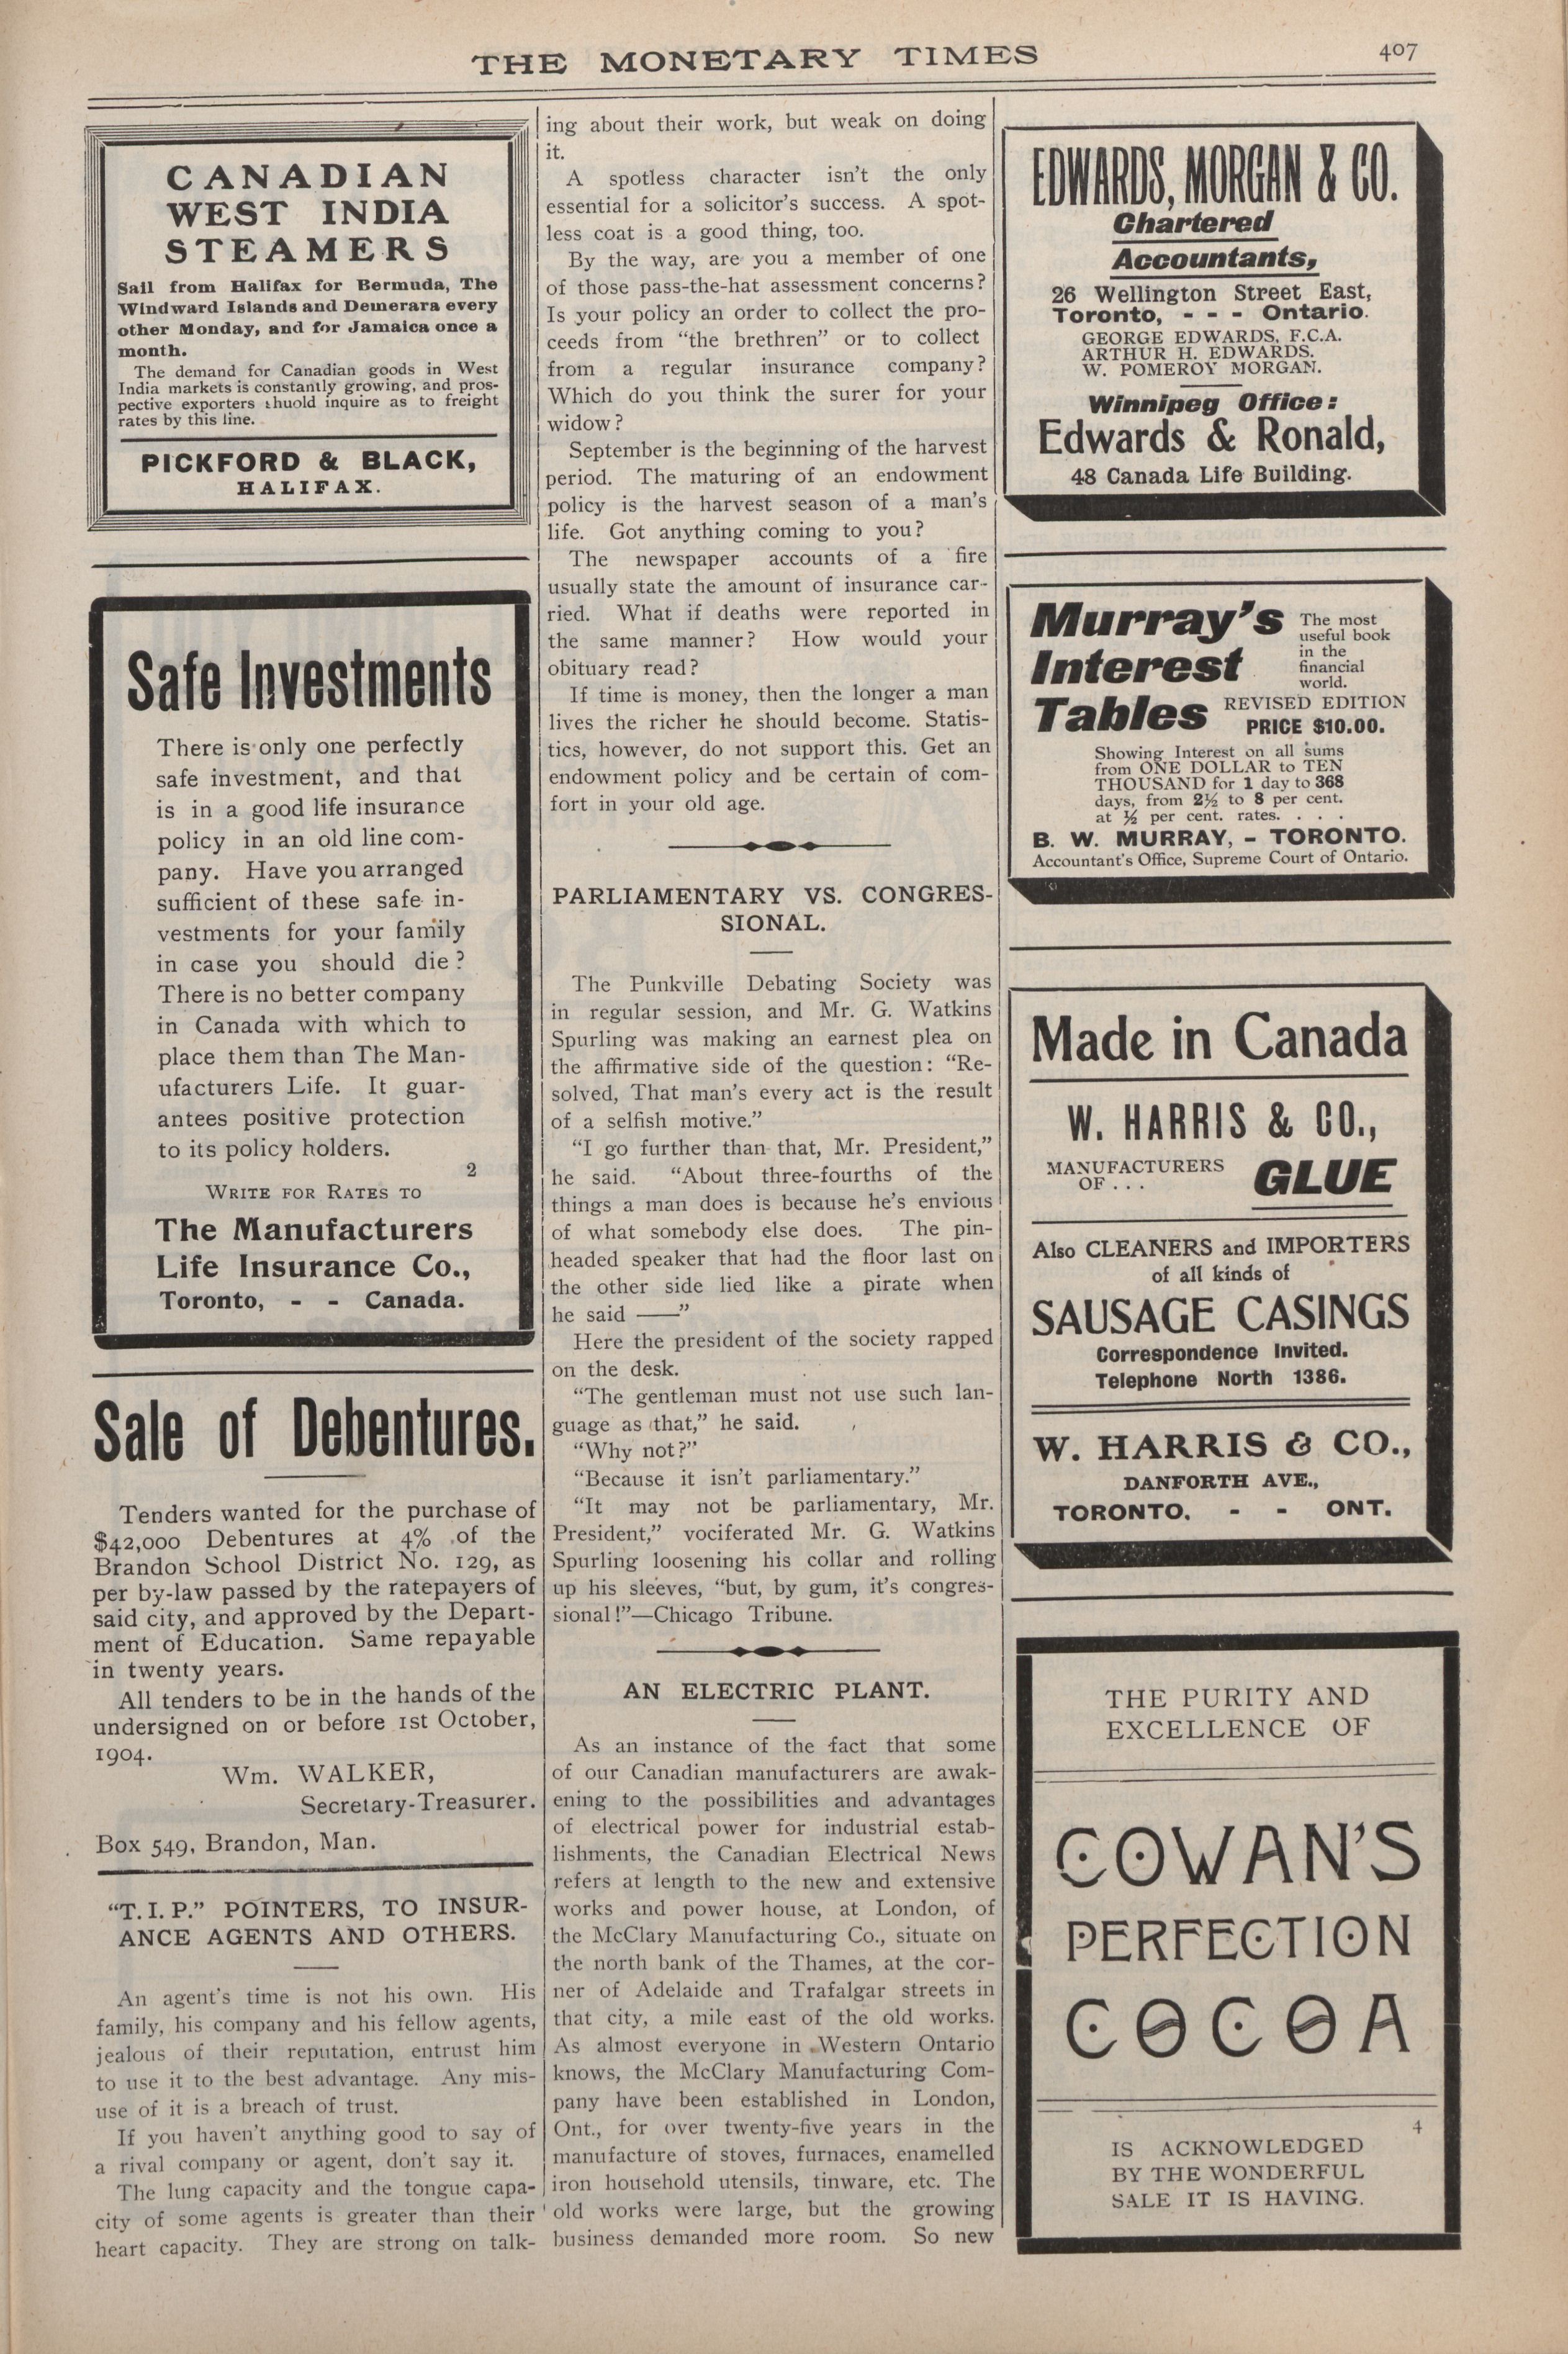 THE MONETARY TIMES
407
CANADIAN
WEST INDIA
STEAMERS
Sail from Halifax for Bermuda, The
Windward Islands and Demerara every
other Monday, and for Jamaica once a
month.
The demand for Canadian goods in West
India markets is constantly growing, and pros-
pective exporters thuold inquire as to freight
rates by this line.
PICKFORD & BLACK,
HALIFAX.
Safe Investments
There is only one perfectly
safe investment, and that
is in a good life insurance
policy in an old line com-
pany. Have you arranged
sufficient of these safe in-
vestments for your family
in case you should die?
There is no better company
in Canada with which to
place them than The Man-
ufacturers Life. It guar-
antees positive protection
to its policy holders.
2
WRITE FOR RATES TO
The Manufacturers
Life Insurance Co.,
Toronto, - - Canada.
Sale of Debentures.
Tenders wanted for the purchase of
$42,000 Debentures at 4% of the
Brandon School District No. 129, as
per by-law passed by the ratepayers of
said city, and approved by the Depart-
ment of Education. Same repayable
in twenty years.
All tenders to be in the hands of the
undersigned on or before 1st October,
1904.
Wm. WALKER,
Secretary-Treasurer.
Box 549, Brandon, Man.
"T. I. P." POINTERS, TO INSUR-
ANCE AGENTS AND OTHERS.
An agent's time is not his own. His
family, his company and his fellow agents,
jealous of their reputation, entrust him
to use it to the best advantage. Any mis-
use of it is a breach of trust.
If you haven't anything good to say of
a rival company or agent, don't say it.
The lung capacity and the tongue capa-
city of some agents is greater than their
heart capacity. They are strong on talk-
ing about their work, but weak on doing
it.
A spotless character isn't the only
essential for a solicitor's success. A spot-
less coat is a good thing, too.
By the way, are you a member of one
of those pass-the-hat assessment concerns?
Is your policy an order to collect the pro-
ceeds from "the brethren" or to collect
from a regular insurance company?
Which do you think the surer for your
widow?
September is the beginning of the harvest
period. The maturing of an endowment
policy is the harvest season of a man's
life. Got anything coming to you?
The newspaper accounts of a fire
usually state the amount of insurance car-
ried. What if deaths were reported in
the same manner? How would your
obituary read?
If time is money, then the longer a man
lives the richer he should become. Statis-
tics, however, do not support this. Get an
endowment policy and be certain of com-
fort in your old age.
PARLIAMENTARY VS. CONGRES-
SIONAL.
The Punkville Debating Society was
in regular session, and Mr. G. Watkins
Spurling was making an earnest plea on
the affirmative side of the question: "Re-
solved, That man's every act is the result
of a selfish motive."
"I go further than that, Mr. President,"
he said. "About three-fourths of the
things a man does is because he's envious
of what somebody else does. The pin-
headed speaker that had the floor last on
the other side lied like a pirate when
he said ——"
Here the president of the society rapped
on the desk.
"The gentleman must not use such lan-
guage as that," he said.
"Why not?"
"Because it isn't parliamentary."
"It may not be parliamentary, Mr.
President," vociferated Mr. G. Watkins
Spurling loosening his collar and rolling
up his sleeves, "but, by gum, it's congres-
sional!"—Chicago Tribune.
AN ELECTRIC PLANT.
As an instance of the fact that some
of our Canadian manufacturers are awak-
ening to the possibilities and advantages
of electrical power for industrial estab-
lishments, the Canadian Electrical News
refers at length to the new and extensive
works and power house, at London, of
the McClary Manufacturing Co., situate on
the north bank of the Thames, at the cor-
ner of Adelaide and Trafalgar streets in
that city, a mile east of the old works.
As almost everyone in Western Ontario
knows, the McClary Manufacturing Com-
pany have been established in London,
Ont., for over twenty-five years in the
manufacture of stoves, furnaces, enamelled
iron household utensils, tinware, etc. The
old works were large, but the growing
business demanded more room. So new
EDWARDS, MORGAN & CO.
Chartered
Accountants,
26 Wellington Street East,
Toronto, - - - Ontario.
GEORGE EDWARDS, F.C.A.
ARTHUR H. EDWARDS.
W. POMEROY MORGAN.
Winnipeg Office:
Edwards & Ronald,
48 Canada Life Building.
Murray's
Interest
Tables
The most
useful book
in the
financial
world.
REVISED EDITION
PRICE $10.00.
Showing Interest on all sums
from ONE DOLLAR to TEN
THOUSAND for 1 day to 368
days, from 2½ to 8 per cent.
at ½ per cent. rates. . . .
B. W. MURRAY, - TORONTO.
Accountant's Office, Supreme Court of Ontario.
Made in Canada
W. HARRIS & CO.,
MANUFACTURERS
OF . . .
GLUE
Also CLEANERS and IMPORTERS
of all kinds of
SAUSAGE CASINGS
Correspondence Invited.
Telephone North 1386.
W. HARRIS & CO.,
DANFORTH AVE.,
TORONTO. - - ONT.
THE PURITY AND
EXCELLENCE OF
COWAN'S
PERFECTION
COCOA
4
IS ACKNOWLEDGED
BY THE WONDERFUL
SALE IT IS HAVING.